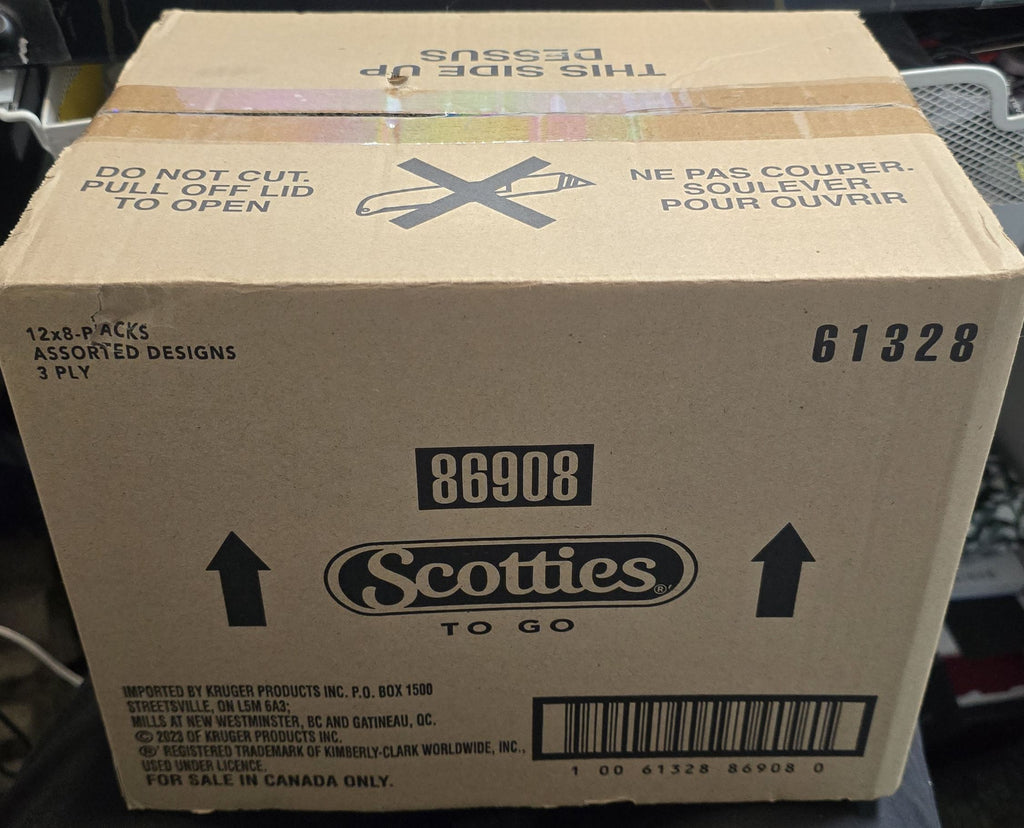 THIS SIDE UP
DESSUS
DO NOT CUT.
PULL OFF LID
TO OPEN
NE PAS COUPER.
SOULEVER
POUR OUVRIR
12x8-PACKS
ASSORTED DESIGNS
3 PLY
61328
86908
Scotties®'
TO GO
IMPORTED BY KRUGER PRODUCTS INC. P.O. BOX 1500
STREETSVILLE, ON L5M 6A3;
MILLS AT NEW WESTMINSTER, BC AND GATINEAU, QC.
© 2023 OF KRUGER PRODUCTS INC.
®' REGISTERED TRADEMARK OF KIMBERLY-CLARK WORLDWIDE, INC.,
USED UNDER LICENCE.
FOR SALE IN CANADA ONLY.
1 00 61328 86908 0